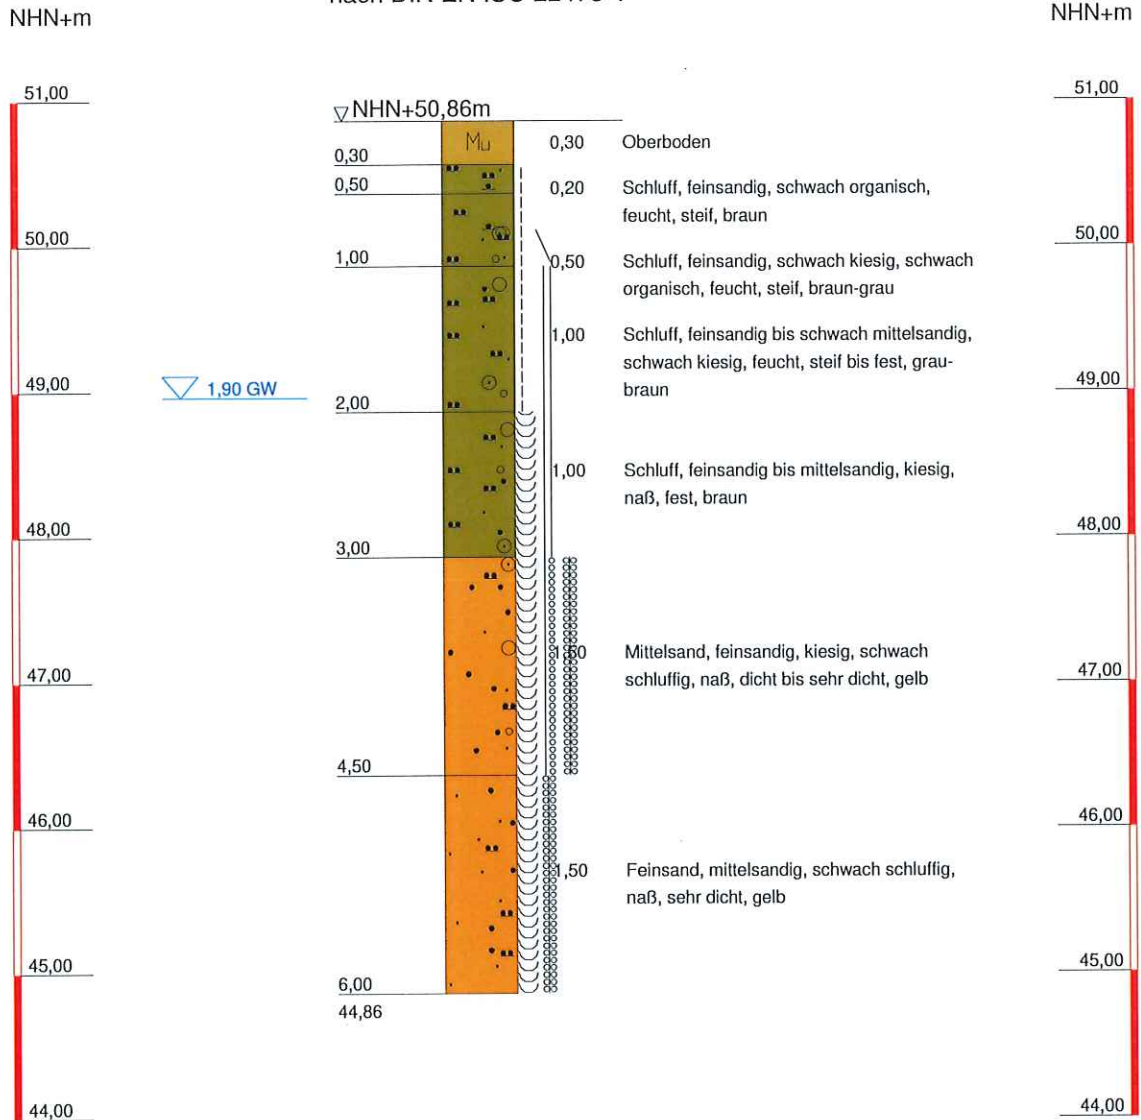 NHN+m
NHN+m
51,00
51,00
NHN+50,86m
Mu
0,30
Oberboden
0,30
0,50
0,20
Schluff, feinsandig, schwach organisch,
feucht, steif, braun
50,00
50,00
1,00
0,50
Schluff, feinsandig, schwach kiesig, schwach
organisch, feucht, steif, braun-grau
1,00
Schluff, feinsandig bis schwach mittelsandig,
schwach kiesig, feucht, steif bis fest, grau-
braun
49,00
1,90 GW
49,00
2,00
1,00
Schluff, feinsandig bis mittelsandig, kiesig,
naß, fest, braun
48,00
48,00
3,00
1,50
Mittelsand, feinsandig, kiesig, schwach
schluffig, naß, dicht bis sehr dicht, gelb
47,00
47,00
4,50
46,00
46,00
1,50
Feinsand, mittelsandig, schwach schluffig,
naß, sehr dicht, gelb
45,00
45,00
6,00
44,86
44,00
44,00